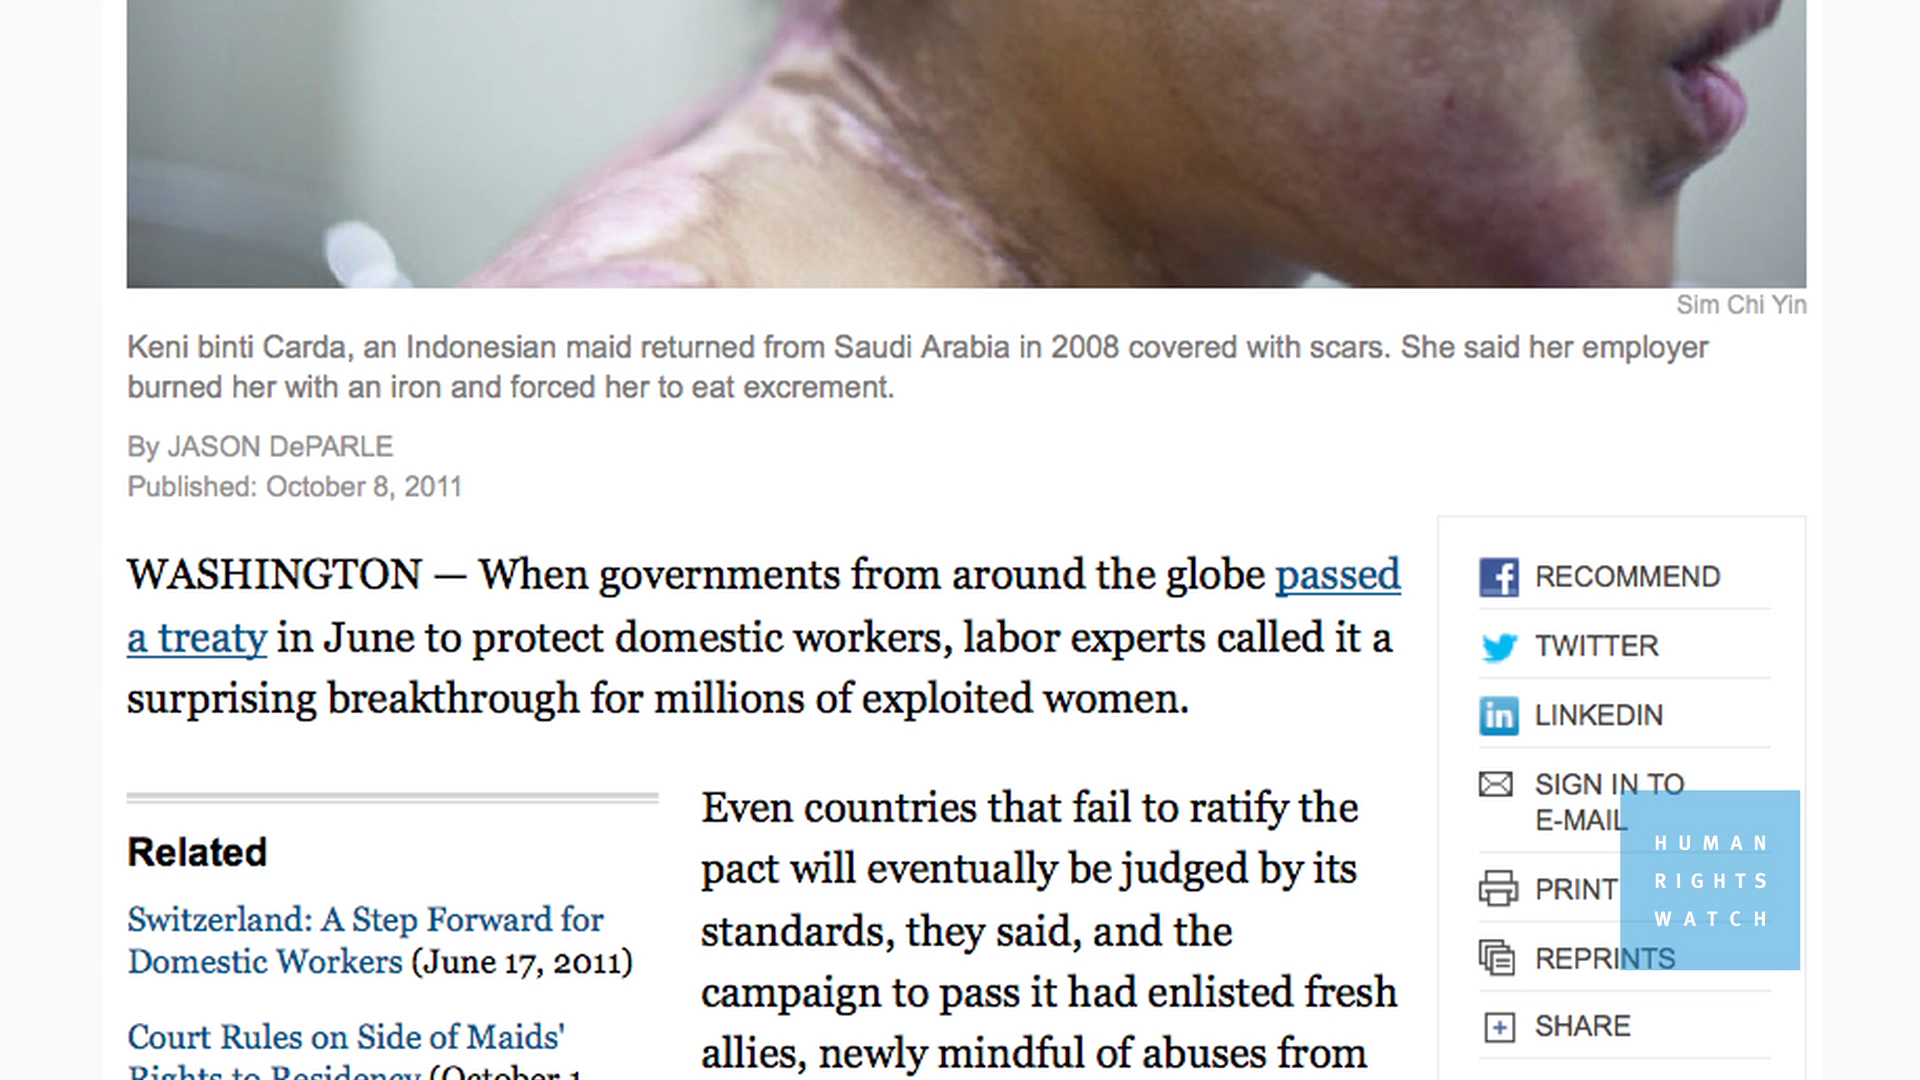 Sim Chi Yin
Keni binti Carda, an Indonesian maid returned from Saudi Arabia in 2008 covered with scars. She said her employer
burned her with an iron and forced her to eat excrement.
By JASON DePARLE
Published: October 8, 2011
WASHINGTON — When governments from around the globe passed
a treaty in June to protect domestic workers, labor experts called it a
surprising breakthrough for millions of exploited women.
Related
Switzerland: A Step Forward for
Domestic Workers (June 17, 2011)
Court Rules on Side of Maids'
Rights to Residency (October 1,
Even countries that fail to ratify the
pact will eventually be judged by its
standards, they said, and the
campaign to pass it had enlisted fresh
allies, newly mindful of abuses from
RECOMMEND
TWITTER
LINKEDIN
SIGN IN TO
E-MAIL
PRINT
REPRINTS
SHARE
HUMAN
RIGHTS
WATCH